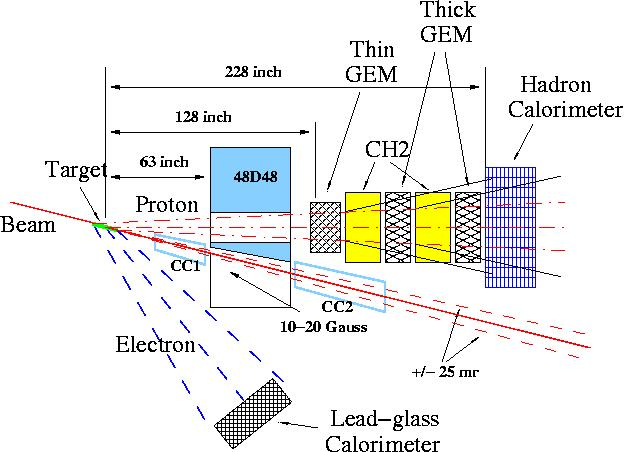 Thick
GEM
Thin
GEM
228 inch
Hadron
Calorimeter
128 inch
CH2
63 inch
48D48
Target
Proton
Beam
CC1
CC2
10−20 Gauss
Electron
+/− 25 mr
Lead−glass
Calorimeter